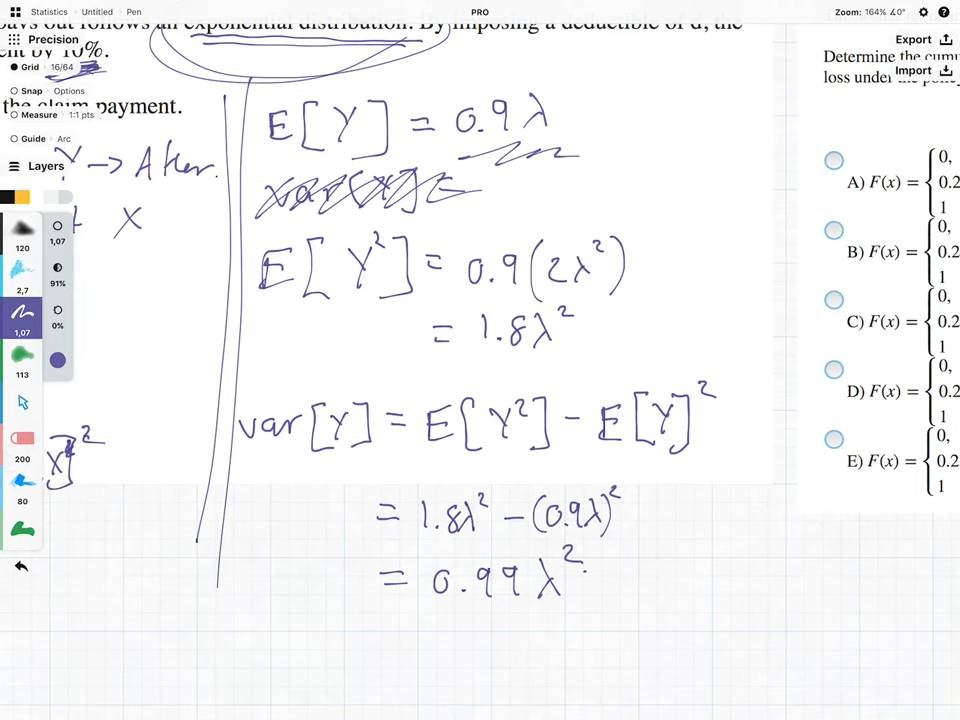 Statistics Untitled Pen PRO Zoom: 164% ∠0°
Precision
Grid 16/64
Snap Options
Measure 1:1 pts
Guide Arc
Layers
120
2,7
1,07
113
200
80
1,07
91%
0%
follows an exponential distribution. By imposing a deductible of d, the
ent by 10%.
the claim payment.
Y → After.
X
X]²
E[Y] = 0.9λ
var[x] =
E[Y²] = 0.9(2λ²)
= 1.8λ²
var[Y] = E[Y²] - E[Y]²
= 1.8λ² - (0.9λ)²
= 0.99λ²
Export
Import
Determine the cumu
loss under the
A) F(x) = { 0, 0.2 1
B) F(x) = { 0, 0.2 1
C) F(x) = { 0, 0.2 1
D) F(x) = { 0, 0.2 1
E) F(x) = { 0, 0.2 1